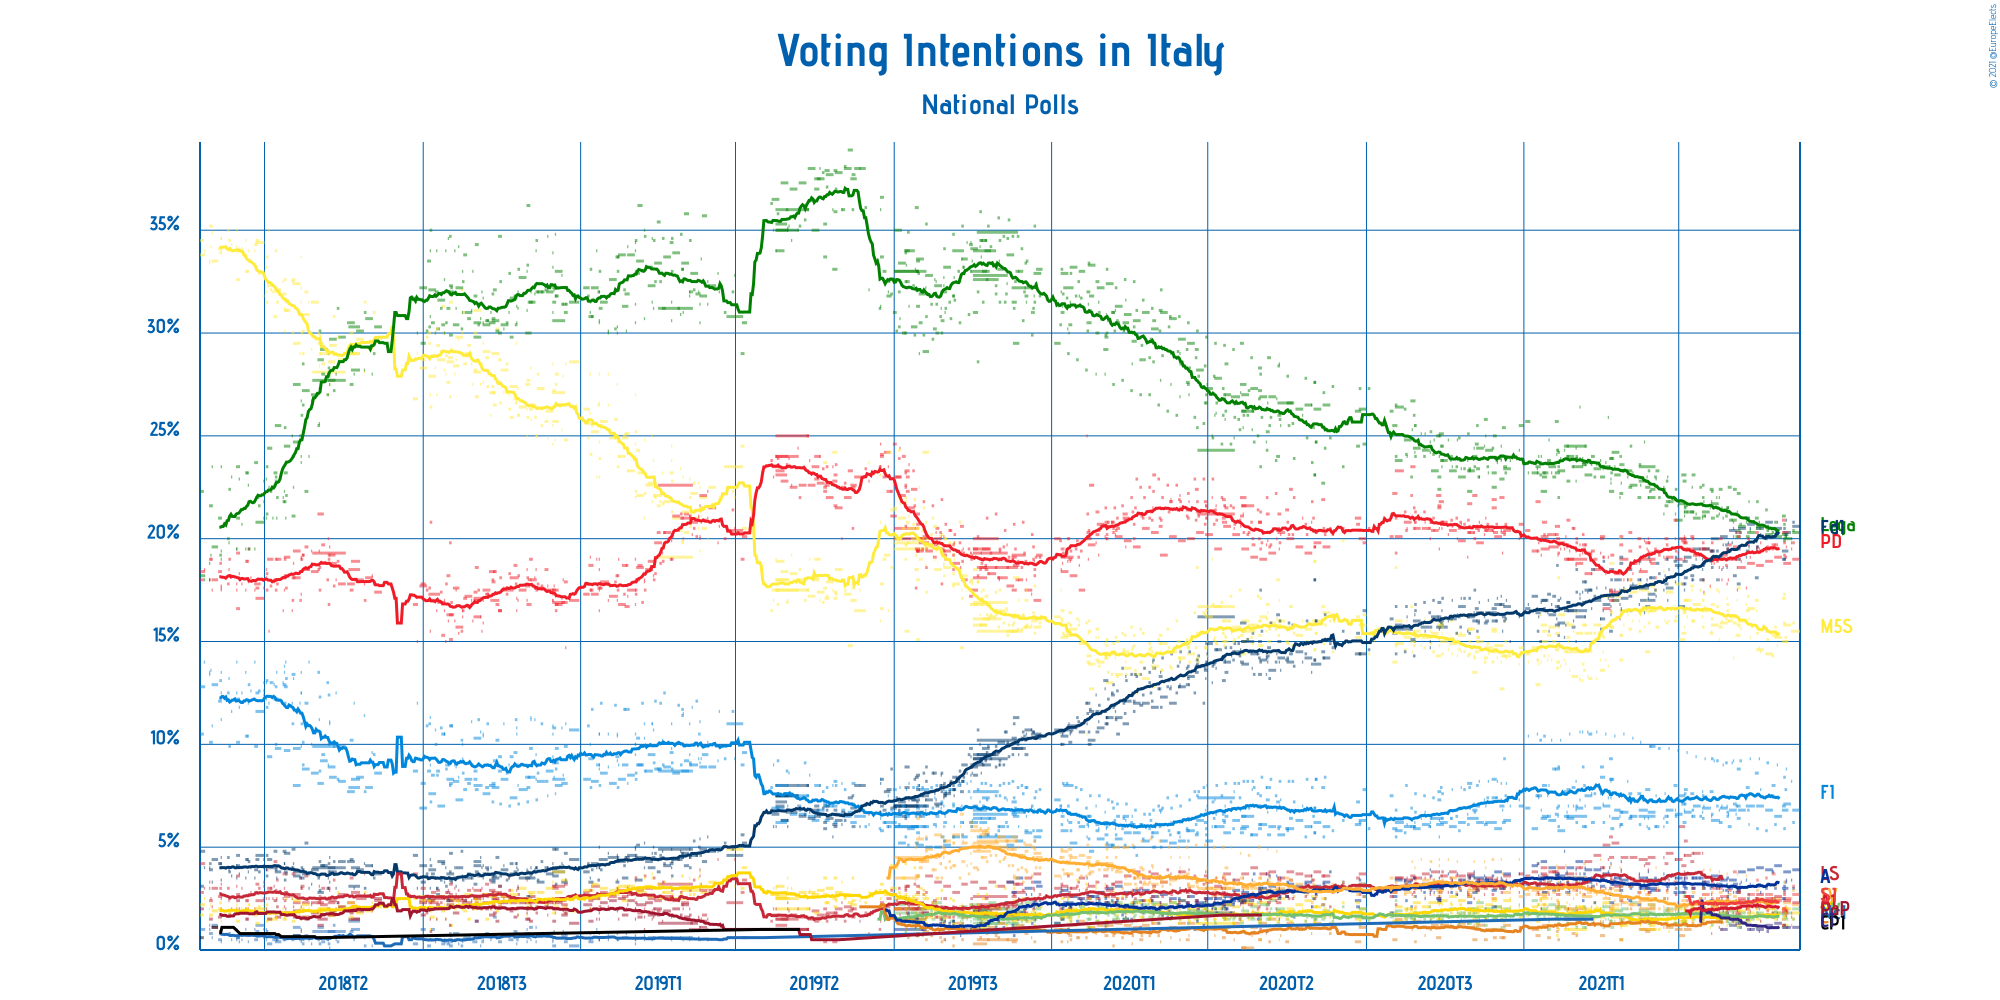 Voting Intentions in Italy
National Polls
© 2021 @EuropeElects
35%
30%
25%
20%
15%
10%
5%
0%
Lega
PD
M5S
FI
LS
A
2018T2
2018T3
2019T1
2019T2
2019T3
2020T1
2020T2
2020T3
2021T1